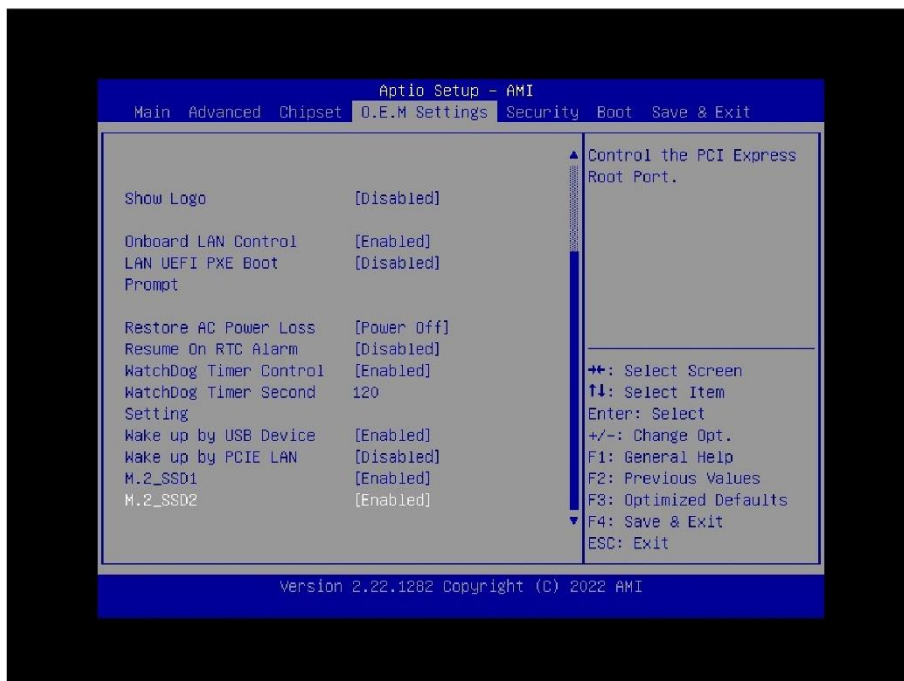 Aptio Setup - AMI
Main Advanced Chipset O.E.M Settings Security Boot Save & Exit
Show Logo [Disabled]
Onboard LAN Control [Enabled]
LAN UEFI PXE Boot [Disabled]
Prompt
Restore AC Power Loss [Power Off]
Resume On RTC Alarm [Disabled]
WatchDog Timer Control [Enabled]
WatchDog Timer Second 120
Setting
Wake up by USB Device [Enabled]
Wake up by PCIE LAN [Disabled]
M.2_SSD1 [Enabled]
M.2_SSD2 [Enabled]
Control the PCI Express
Root Port.
→←: Select Screen
↑↓: Select Item
Enter: Select
+/-: Change Opt.
F1: General Help
F2: Previous Values
F3: Optimized Defaults
F4: Save & Exit
ESC: Exit
Version 2.22.1282 Copyright (C) 2022 AMI